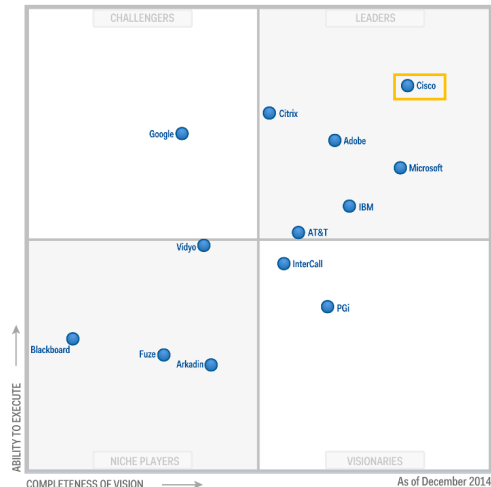 CHALLENGERS
LEADERS
Cisco
Citrix
Google
Adobe
Microsoft
IBM
AT&T
Vidyo
InterCall
PGi
Blackboard
Fuze
Arkadin
ABILITY TO EXECUTE
NICHE PLAYERS
VISIONARIES
COMPLETENESS OF VISION
As of December 2014